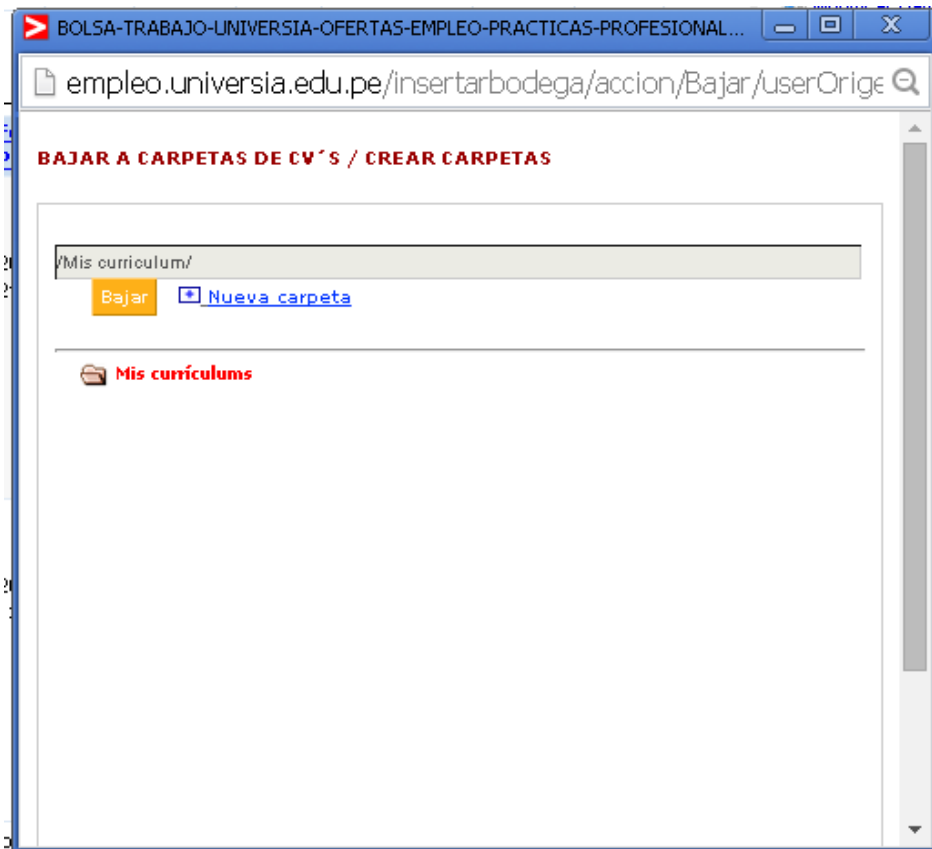 BOLSA-TRABAJO-UNIVERSIA-OFERTAS-EMPLEO-PRACTICAS-PROFESIONAL...
empleo.universia.edu.pe/insertarbodega/accion/Bajar/userOrige
BAJAR A CARPETAS DE CV´S / CREAR CARPETAS
/Mis curriculum/
Bajar Nueva carpeta
Mis currículums